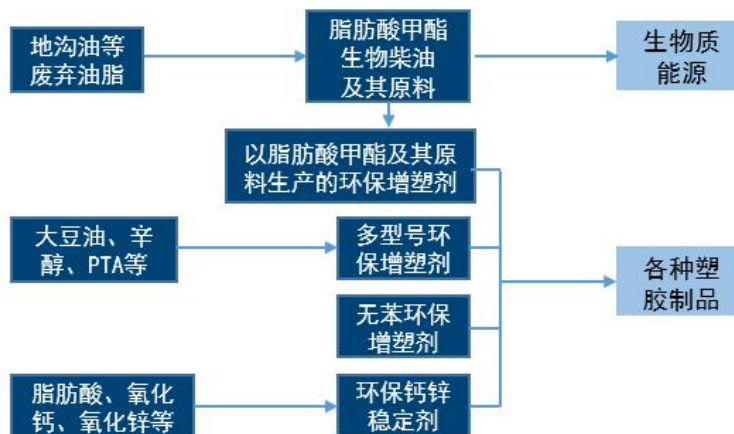 地沟油等
废弃油脂
脂肪酸甲酯
生物柴油
及其原料
生物质
能源
以脂肪酸甲酯及其原
料生产的环保增塑剂
大豆油、辛
醇、PTA等
多型号环
保增塑剂
各种塑
胶制品
无苯环保
增塑剂
脂肪酸、氧化
钙、氧化锌等
环保钙锌
稳定剂